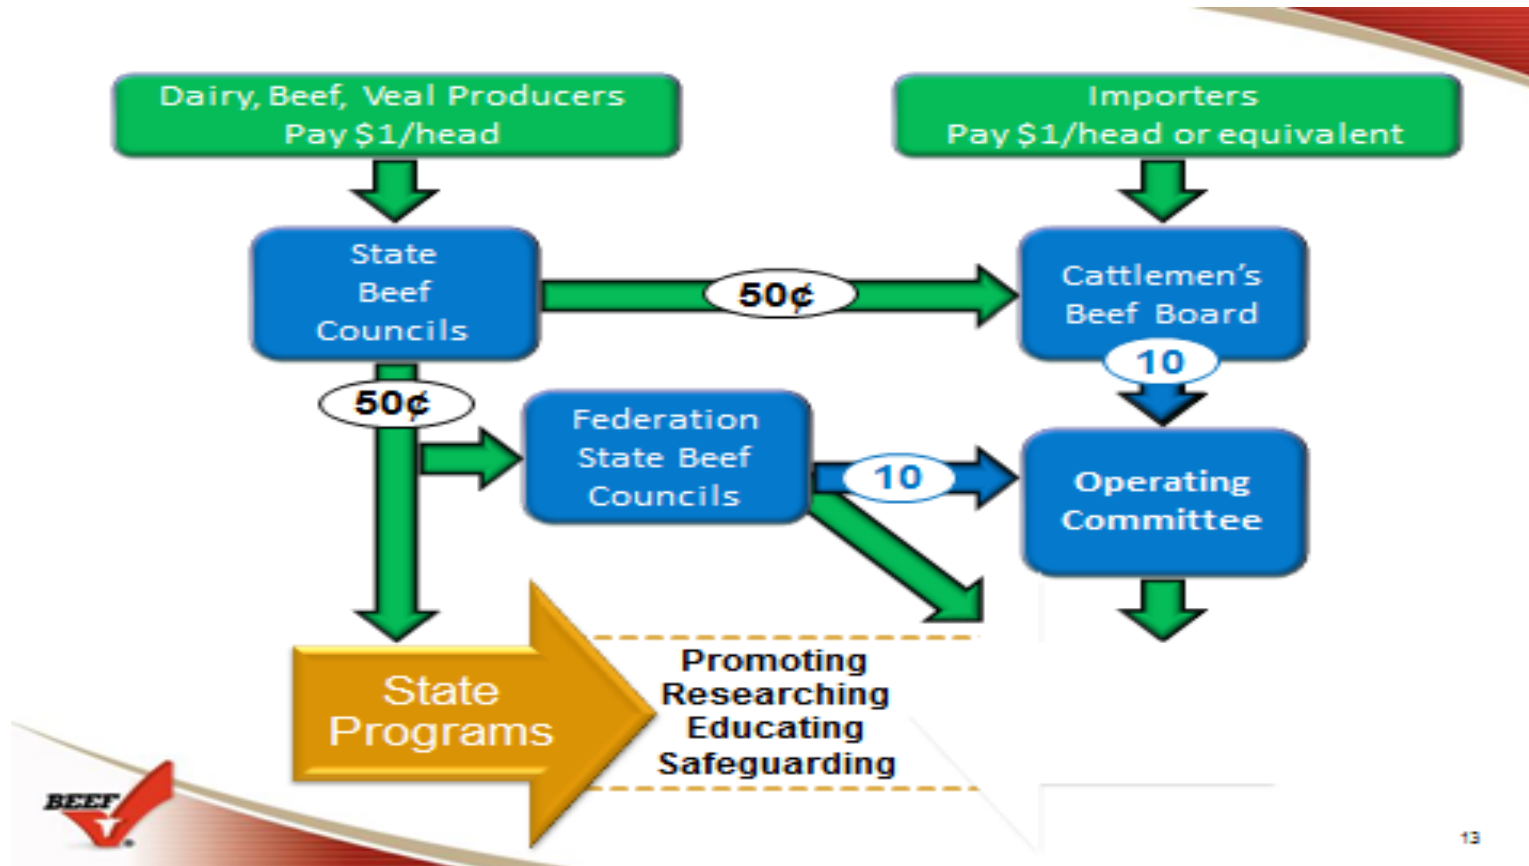 Dairy, Beef, Veal Producers
Pay $1/head
Importers
Pay $1/head or equivalent
State
Beef
Councils
50¢
Cattlemen's
Beef Board
10
50¢
Federation
State Beef
Councils
10
Operating
Committee
State
Programs
Promoting
Researching
Educating
Safeguarding
BEEF
13